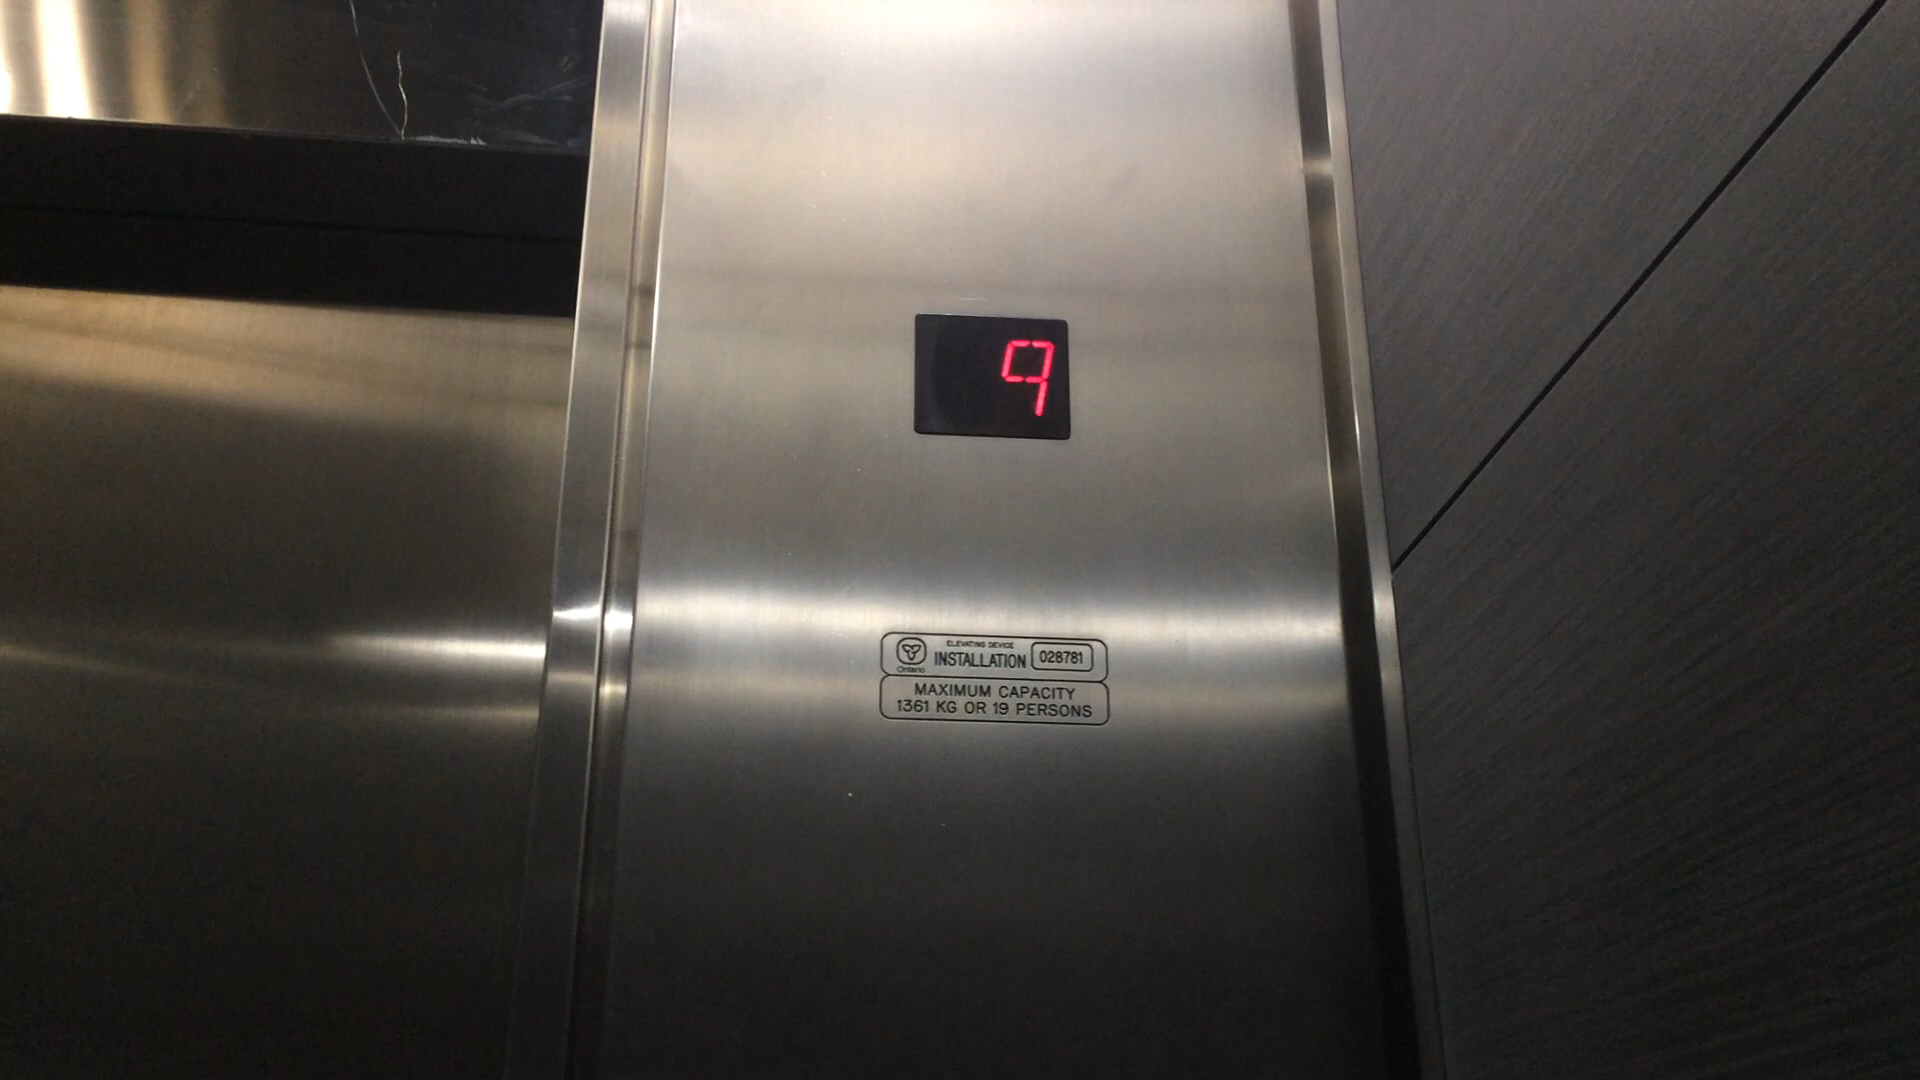 9
ELEVATING DEVICE
INSTALLATION 028781
Ontario
MAXIMUM CAPACITY
1361 KG OR 19 PERSONS